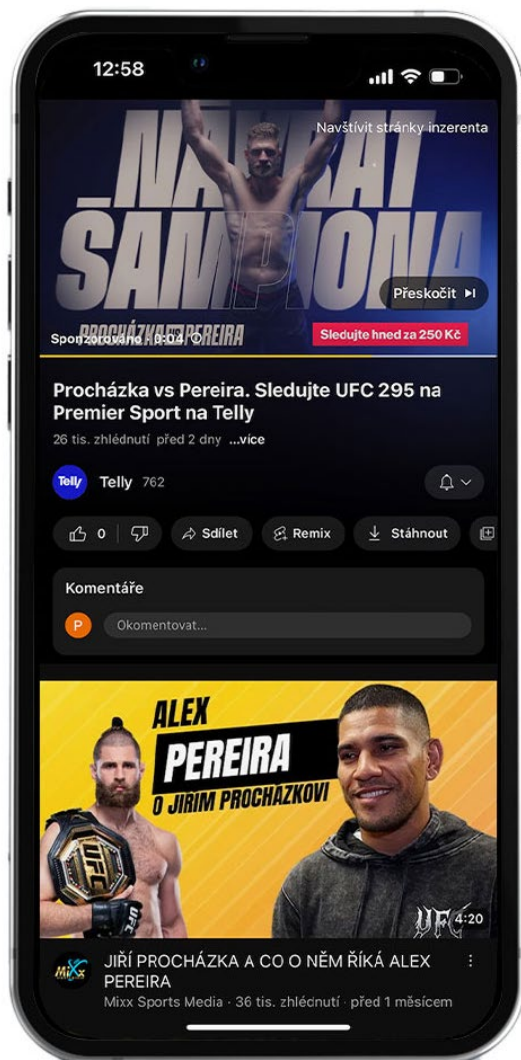 12:58
Navštívit stránky inzerenta
NÁVRAT
ŠAMPIONA
Přeskočit
PROCHÁZKA VS PEREIRA
Sponzorováno · 0:04
Sledujte hned za 250 Kč
Procházka vs Pereira. Sledujte UFC 295 na
Premier Sport na Telly
26 tis. zhlédnutí před 2 dny ...více
Telly
Telly 762
0
Sdílet
Remix
Stáhnout
Komentáře
P
Okomentovat...
ALEX
PEREIRA
O JIŘÍM PROCHÁZKOVI
UFC
UFC
UFC
4:20
MiXx
JIŘÍ PROCHÁZKA A CO O NĚM ŘÍKÁ ALEX
PEREIRA
Mixx Sports Media · 36 tis. zhlédnutí · před 1 měsícem